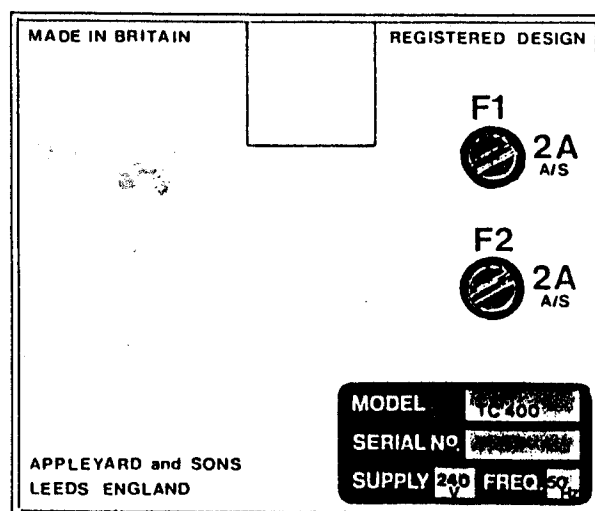 MADE IN BRITAIN
REGISTERED DESIGN
F1
2A
A/S
F2
2A
A/S
MODEL TC 400
SERIAL NO.
SUPPLY 240 V FREQ. 50 Hz
APPLEYARD and SONS
LEEDS ENGLAND